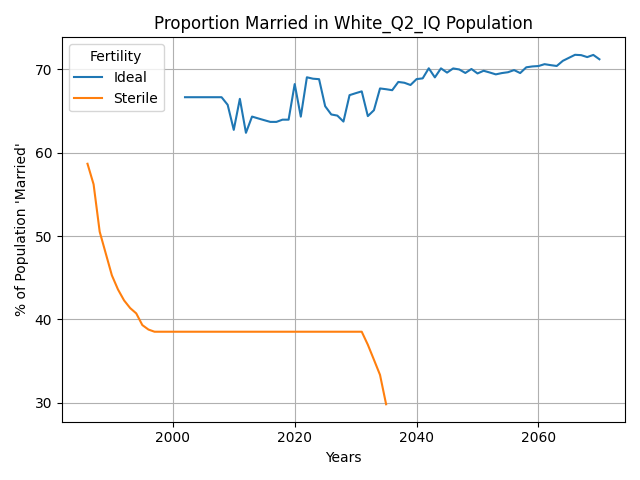 Proportion Married in White_Q2_IQ Population
Fertility
Ideal
Sterile
% of Population 'Married'
70
60
50
40
30
2000
2020
2040
2060
Years